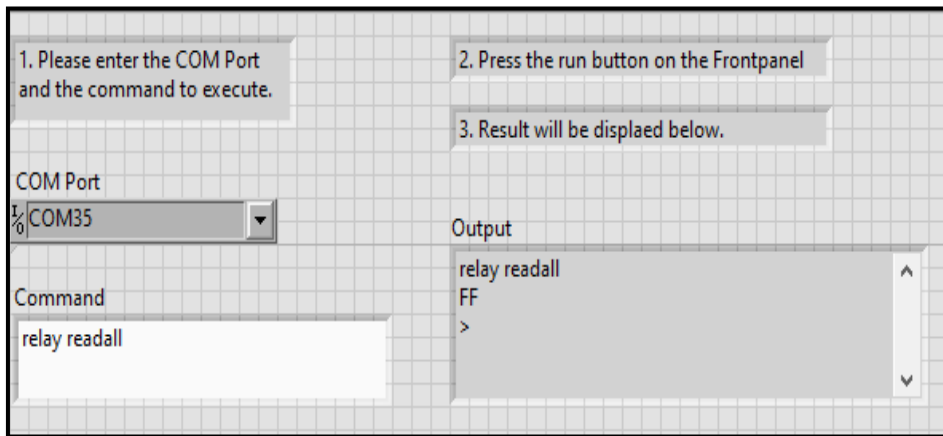 1. Please enter the COM Port
and the command to execute.
2. Press the run button on the Frontpanel
3. Result will be displaed below.
COM Port
I/O COM35
Command
relay readall
Output
relay readall
FF
>